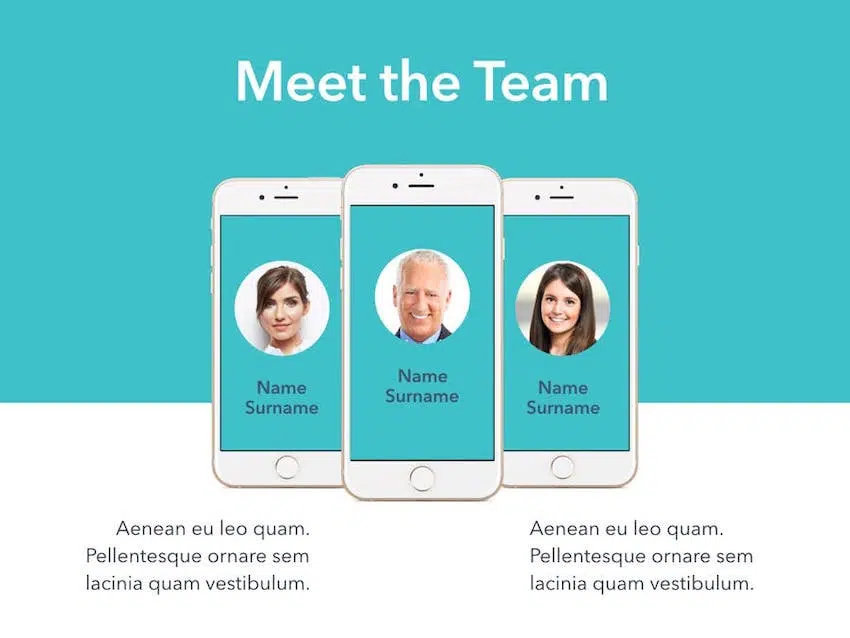 Meet the Team
Name
Surname
Name
Surname
Name
Surname
Aenean eu leo quam.
Pellentesque ornare sem
lacinia quam vestibulum.
Aenean eu leo quam.
Pellentesque ornare sem
lacinia quam vestibulum.